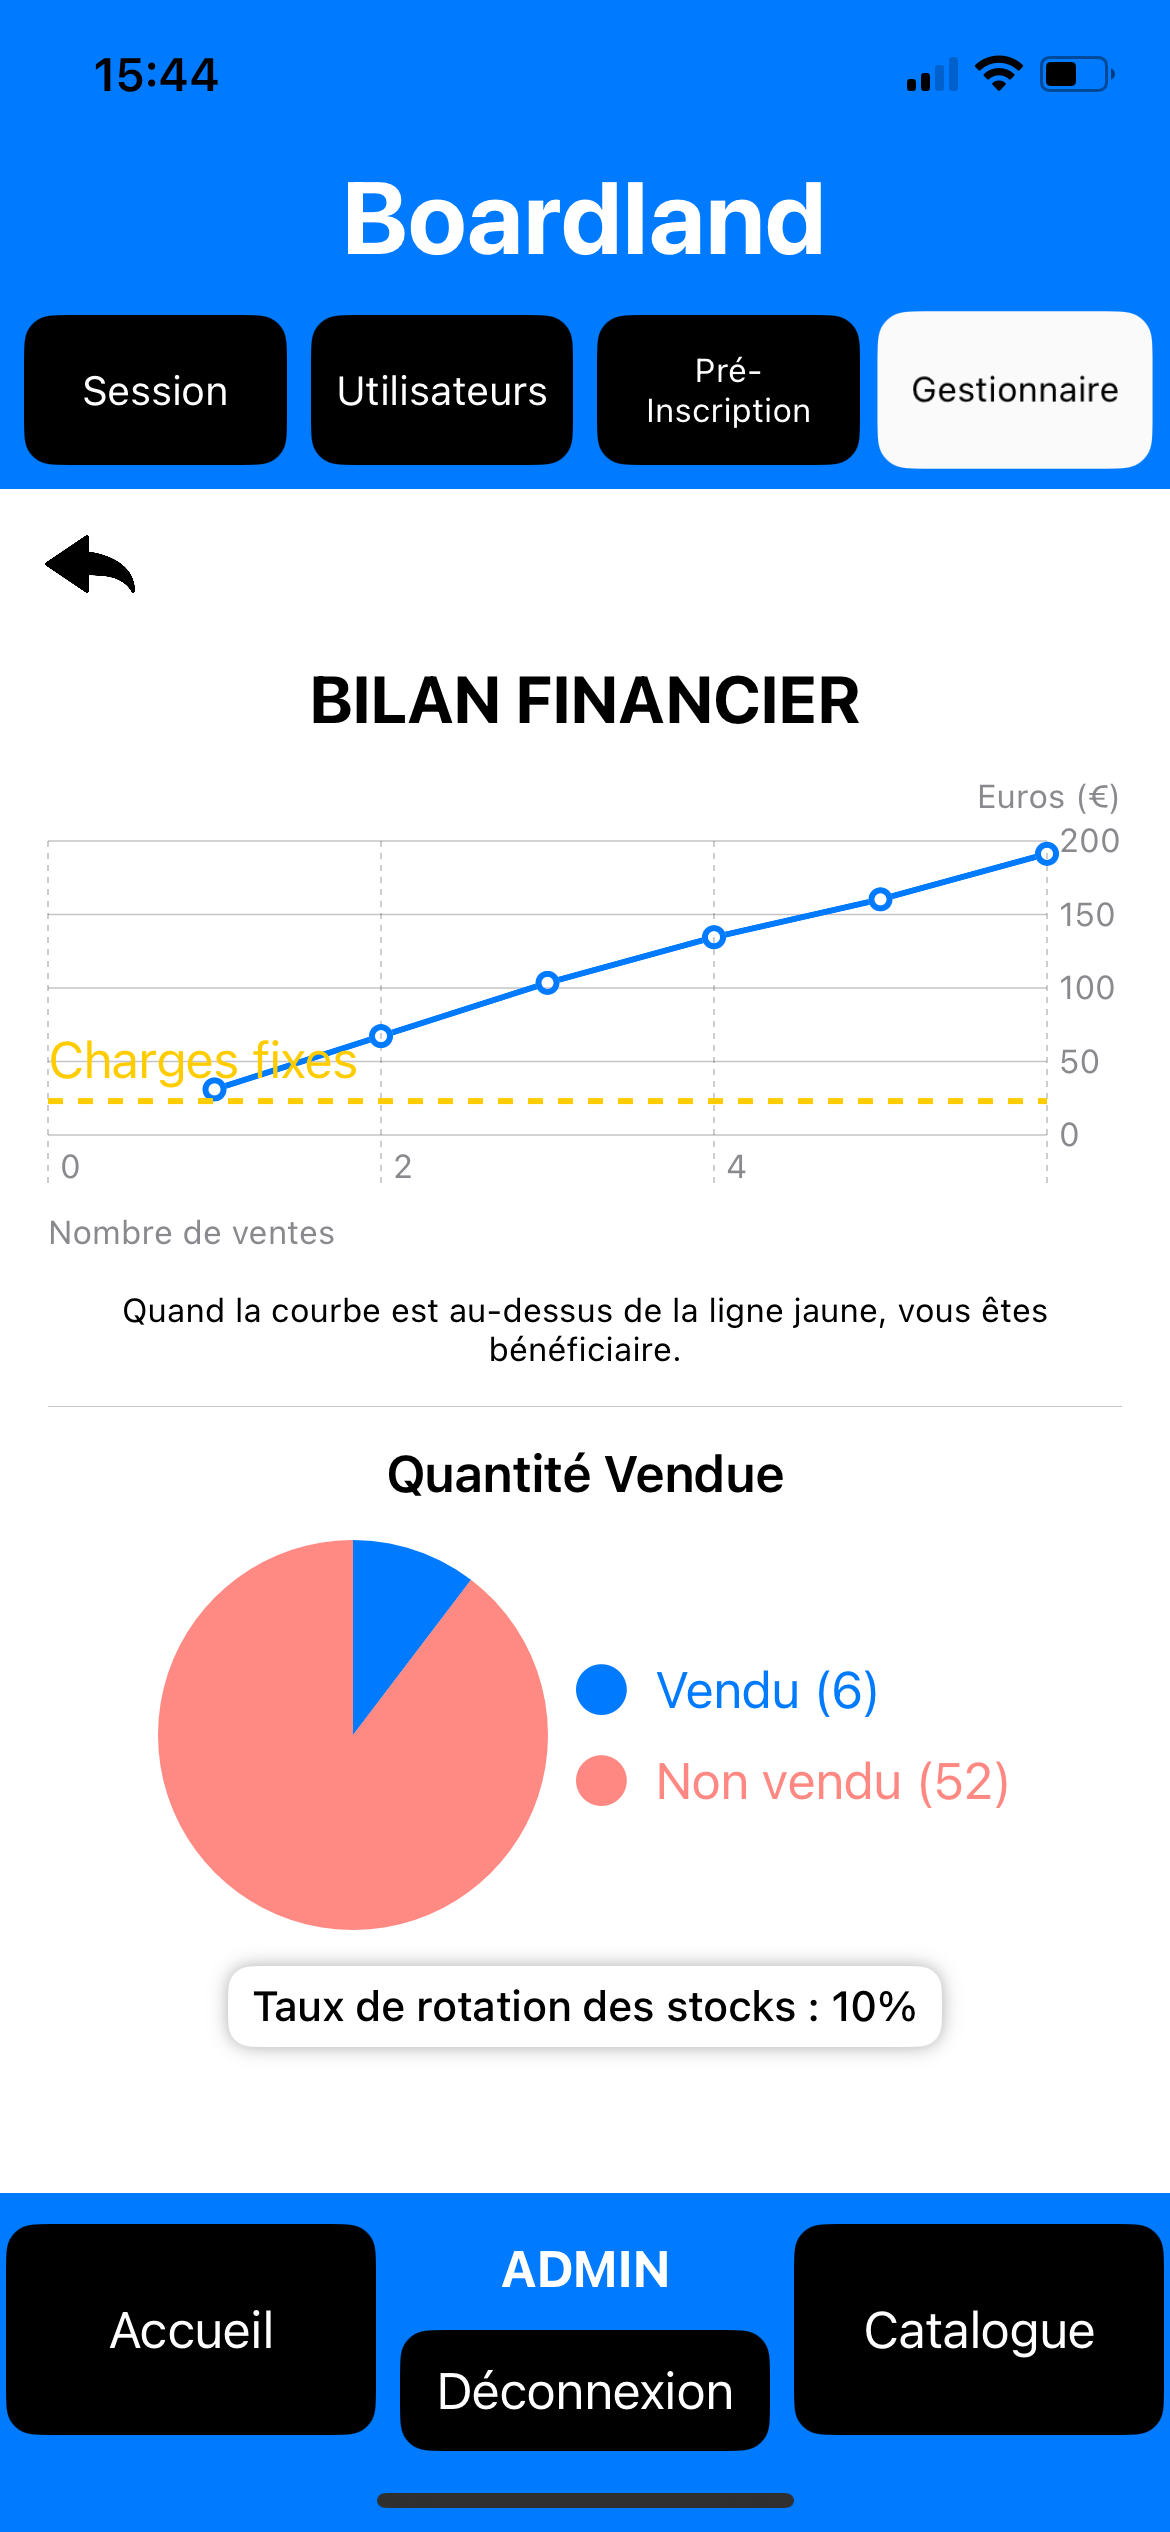 15:44
Boardland
Session
Utilisateurs
Pré-
Inscription
Gestionnaire
BILAN FINANCIER
Euros (€)
200
150
100
50
0
Charges fixes
0
2
4
Nombre de ventes
Quand la courbe est au-dessus de la ligne jaune, vous êtes
bénéficiaire.
Quantité Vendue
Vendu (6)
Non vendu (52)
Taux de rotation des stocks : 10%
Accueil
ADMIN
Déconnexion
Catalogue